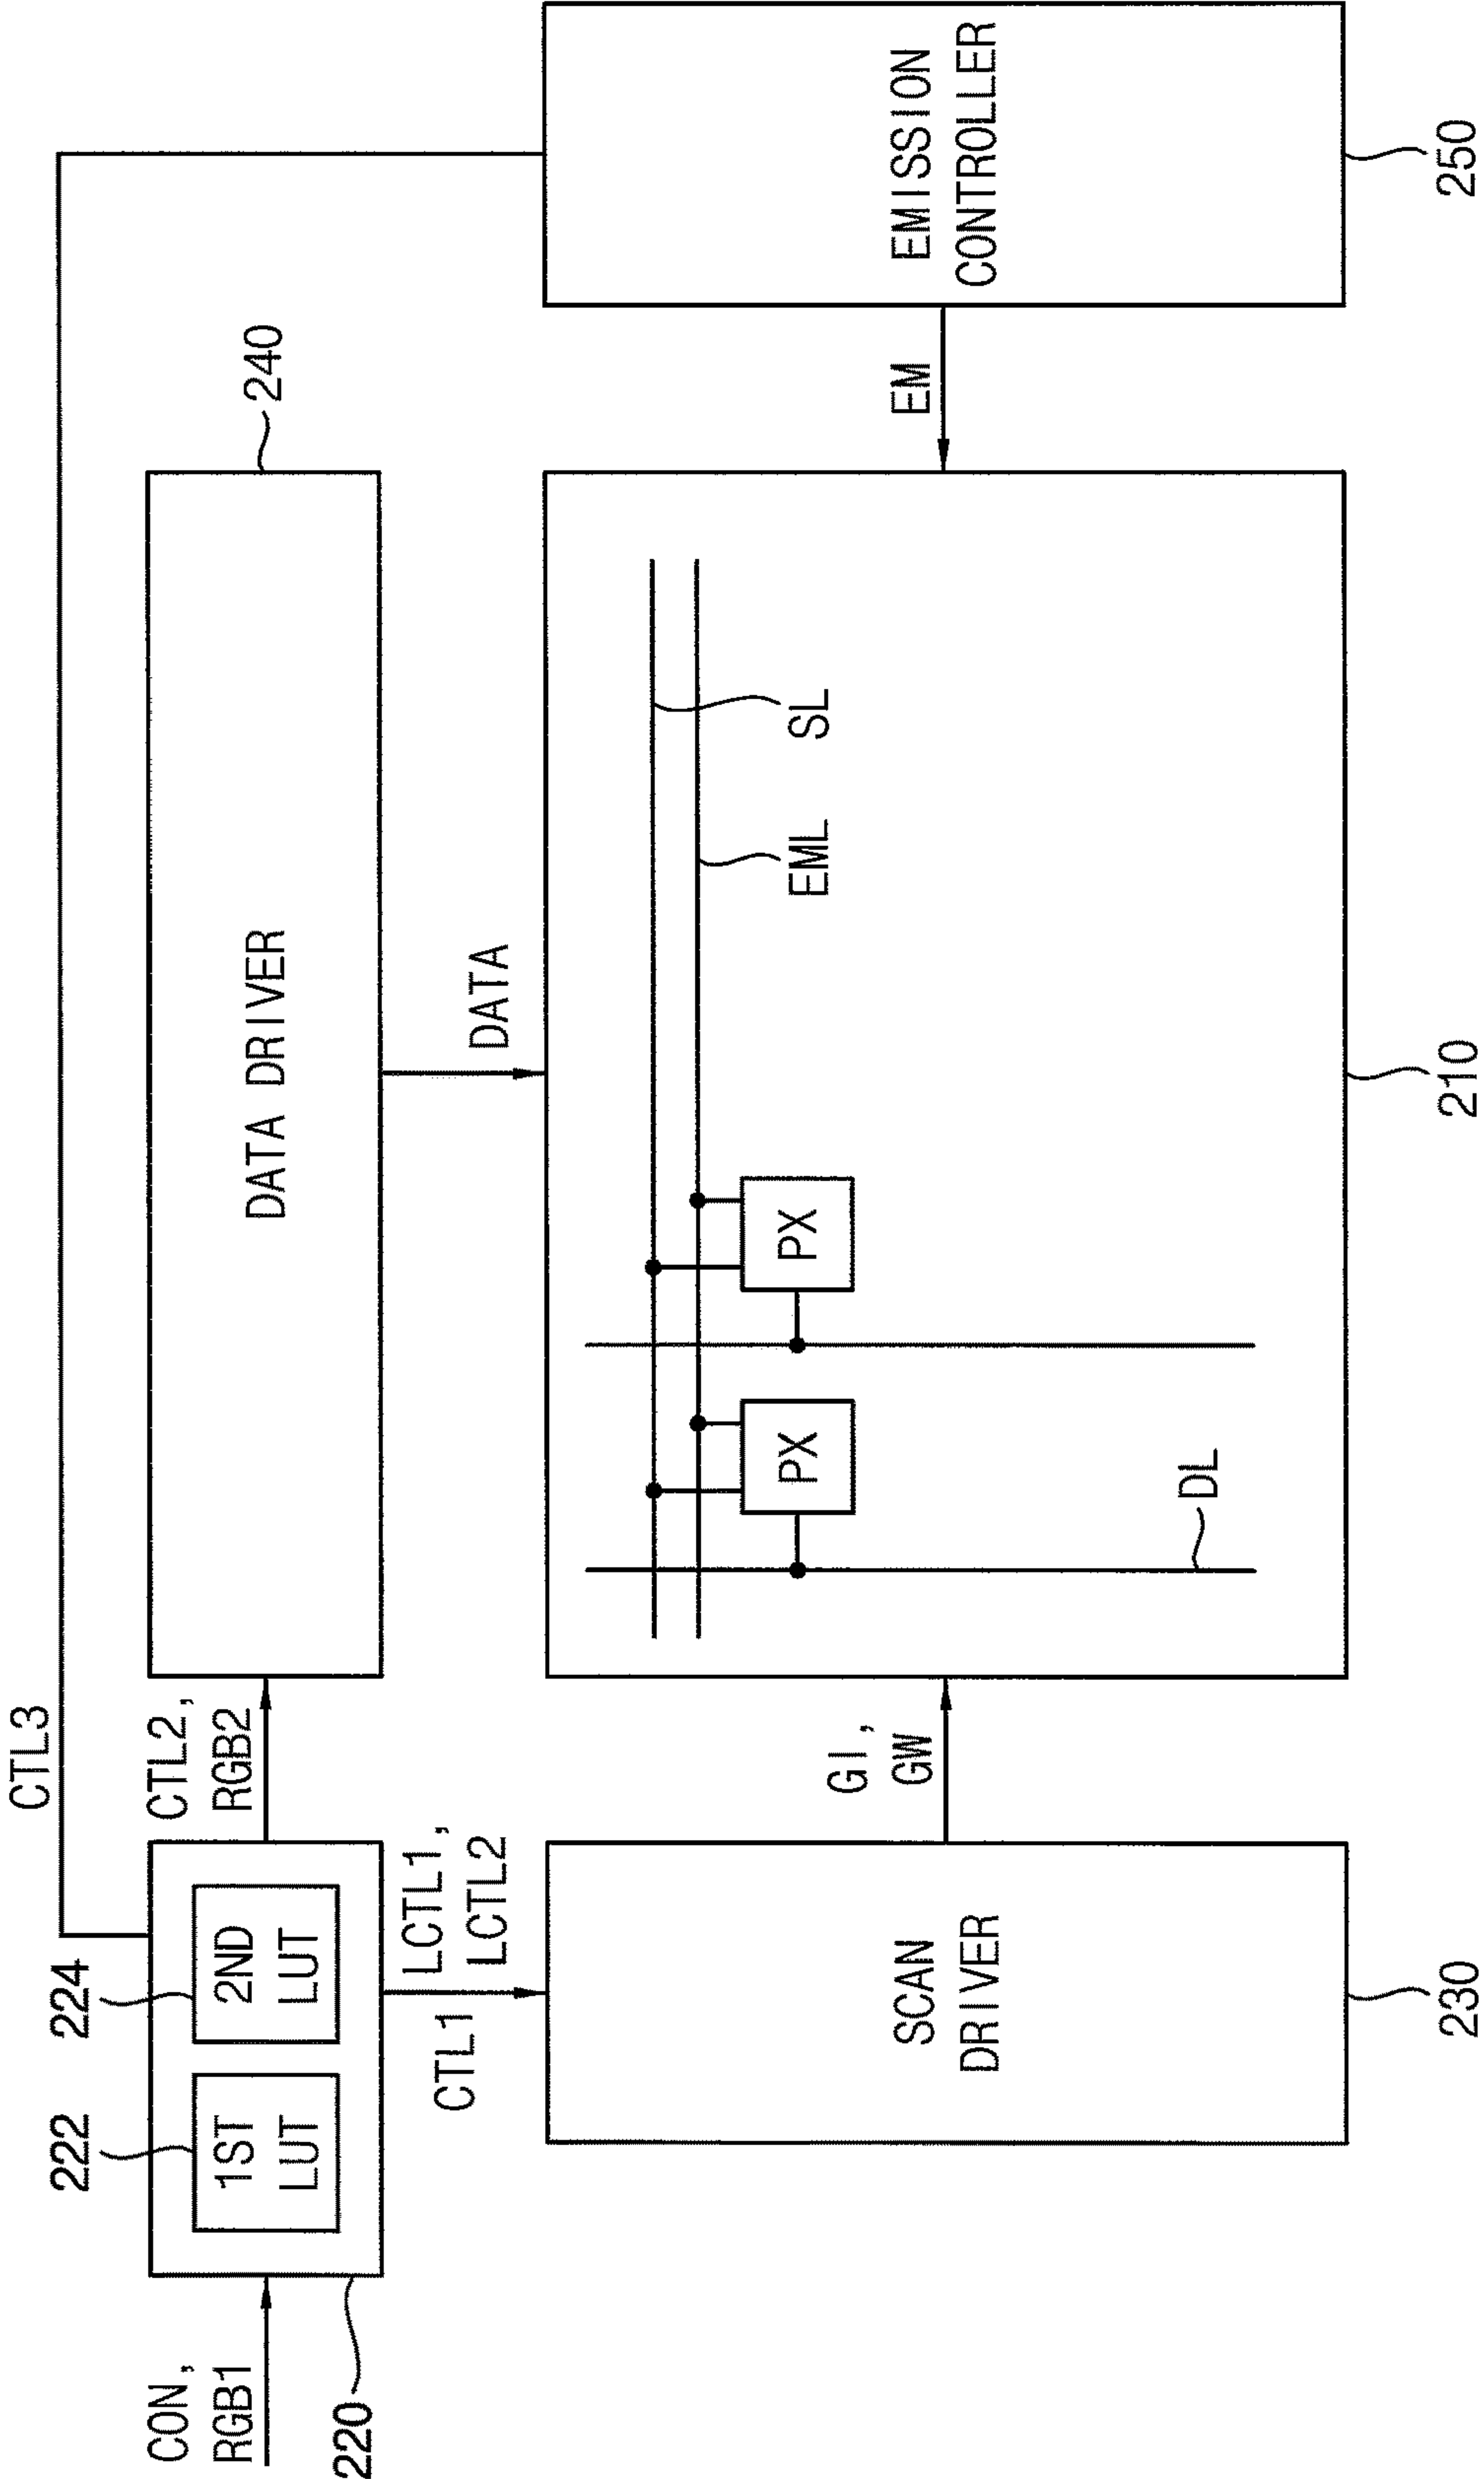 CTL3
CON,
RGB1
220
222
1ST
LUT
224
2ND
LUT
CTL2,
RGB2
DATA DRIVER
240
CTL1
LCTL1,
LCTL2
DATA
SCAN
DRIVER
230
GI,
GW
SL
EML
PX
PX
DL
210
EM
EMISSION
CONTROLLER
250